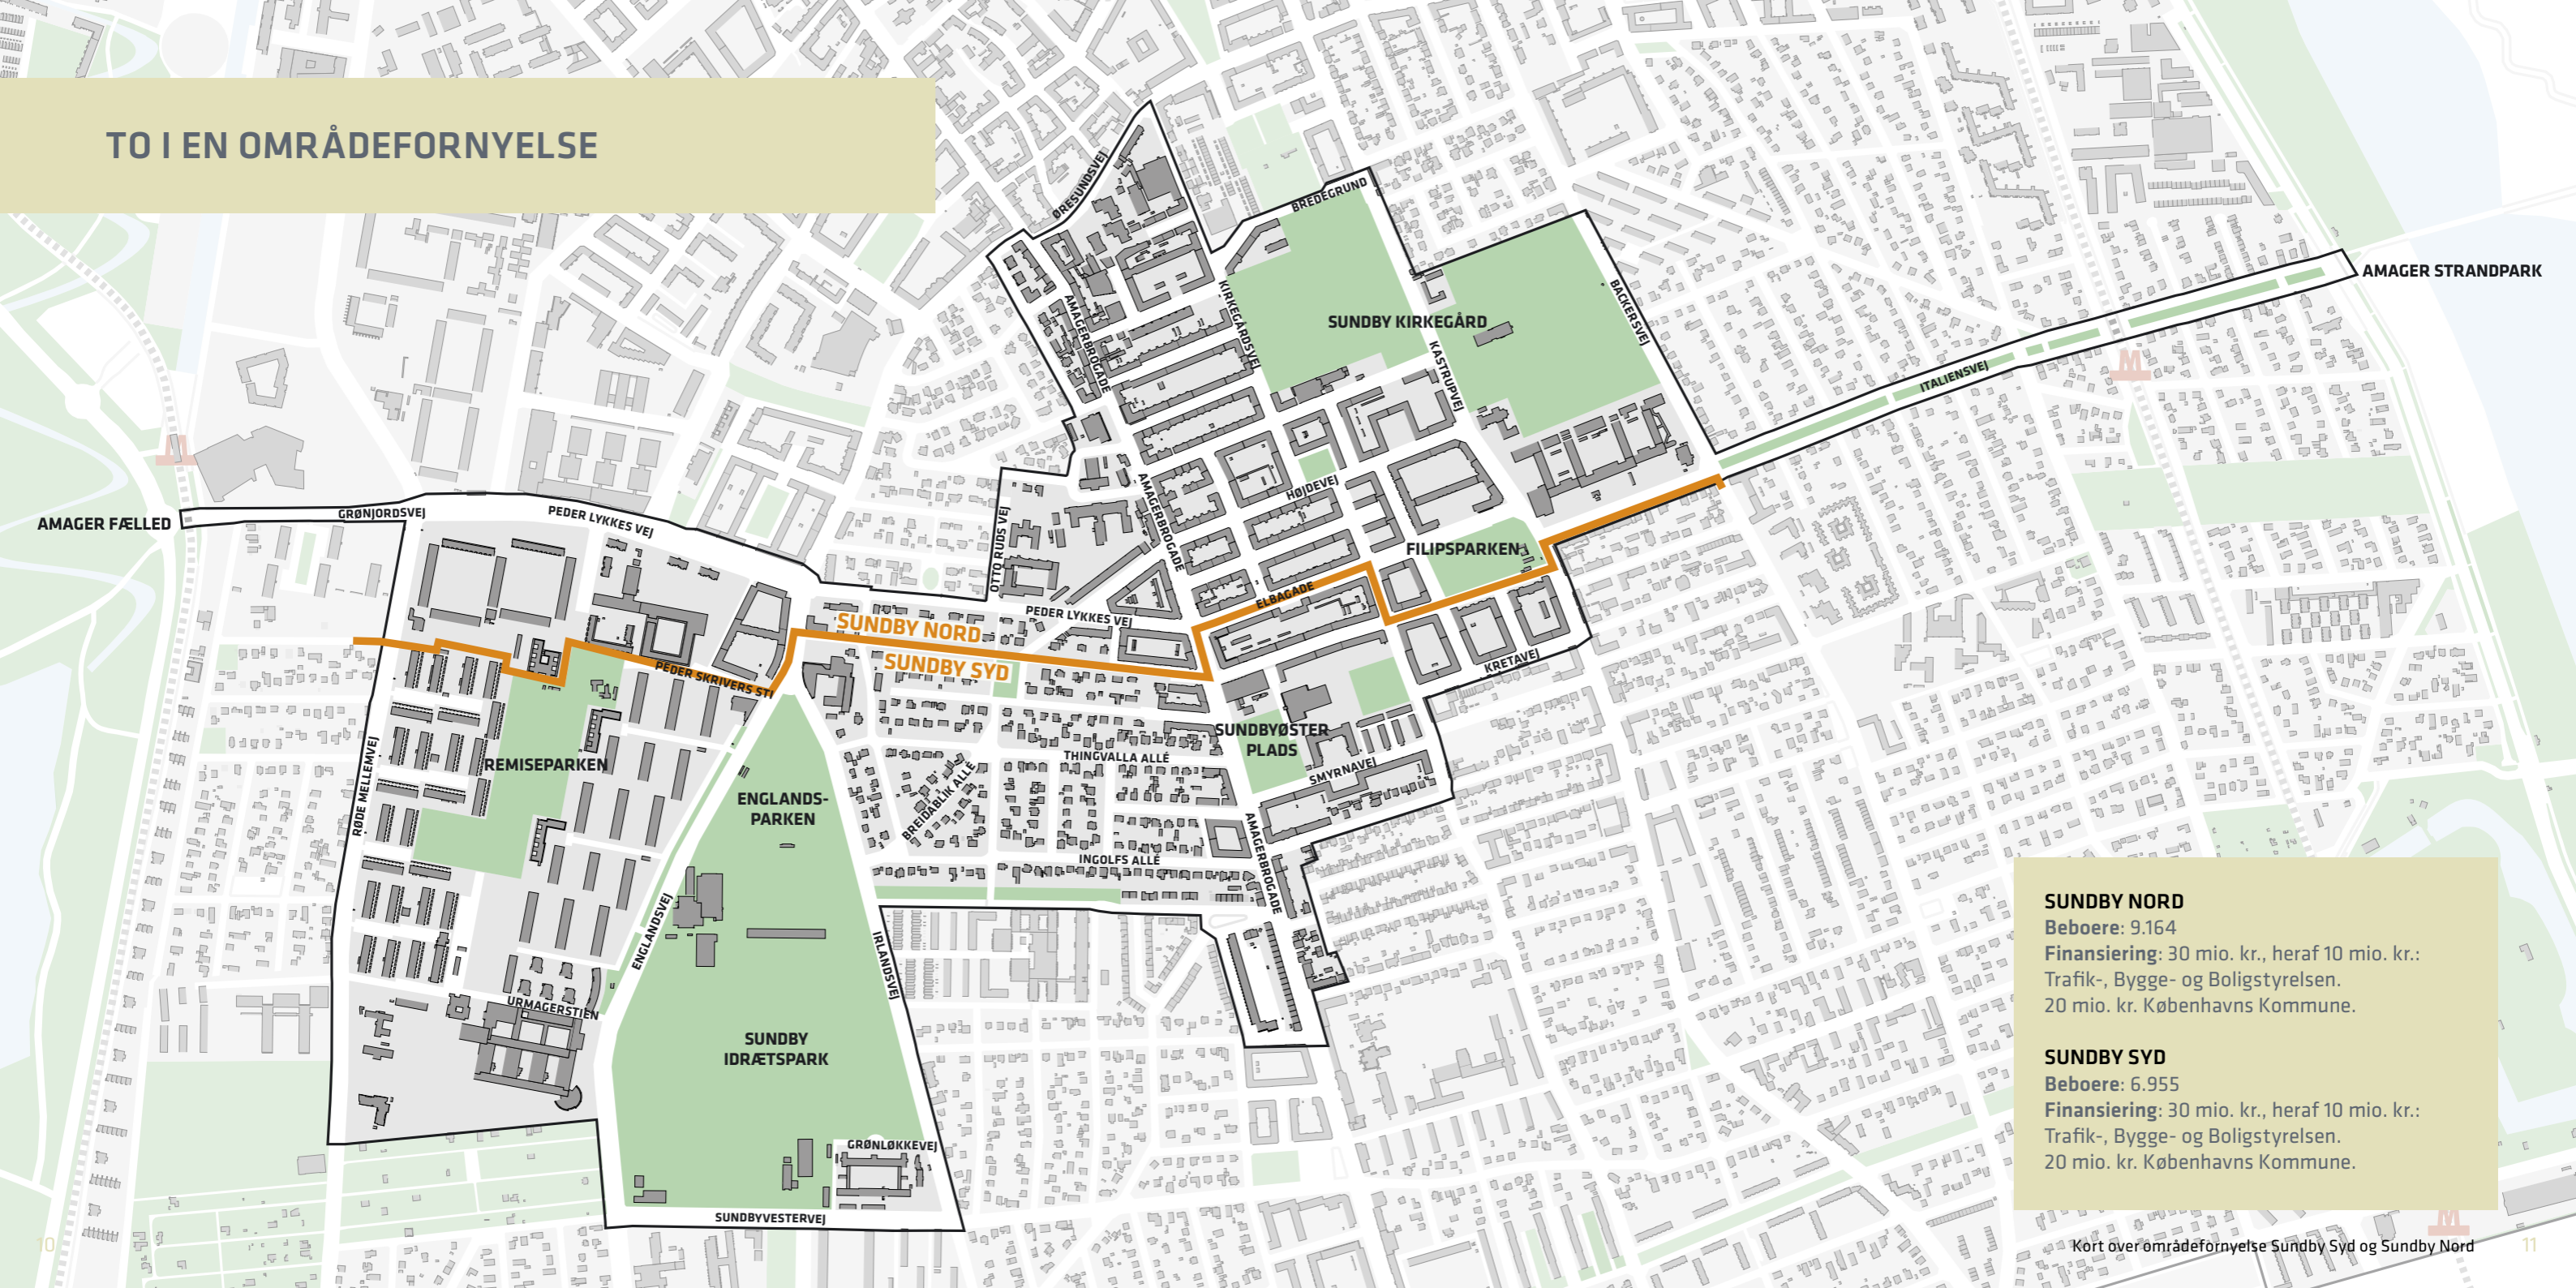 TO I EN OMRÅDEFORNYELSE
ØRESUNDSVEJ
BREDEGRUND
AMAGERBROGADE
KIRKEGÅRDSVEJ
SUNDBY KIRKEGÅRD
KASTRUPVEJ
BACKERSVEJ
AMAGER STRANDPARK
ITALIENSVEJ
M
M
AMAGER FÆLLED
GRØNJORDSVEJ
PEDER LYKKES VEJ
OTTO RUDS VEJ
AMAGERBROGADE
HØJDEVEJ
FILIPSPARKEN
ELBAGADE
PEDER LYKKES VEJ
SUNDBY NORD
SUNDBY SYD
PEDER SKRIVERS STI
KRETAVEJ
SUNDBYØSTER
PLADS
THINGVALLA ALLÉ
SMYRNAVEJ
REMISEPARKEN
RØDE MELLEMVEJ
ENGLANDS-
PARKEN
BREIDABLIK ALLÉ
INGOLFS ALLÉ
AMAGERBROGADE
ENGLANDSVEJ
IRLANDSVEJ
URMAGERSTIEN
SUNDBY
IDRÆTSPARK
GRØNLØKKEVEJ
SUNDBYVESTERVEJ
SUNDBY NORD
Beboere: 9.164
Finansiering: 30 mio. kr., heraf 10 mio. kr.:
Trafik-, Bygge- og Boligstyrelsen.
20 mio. kr. Københavns Kommune.
SUNDBY SYD
Beboere: 6.955
Finansiering: 30 mio. kr., heraf 10 mio. kr.:
Trafik-, Bygge- og Boligstyrelsen.
20 mio. kr. Københavns Kommune.
M
10
Kort over områdefornyelse Sundby Syd og Sundby Nord
11